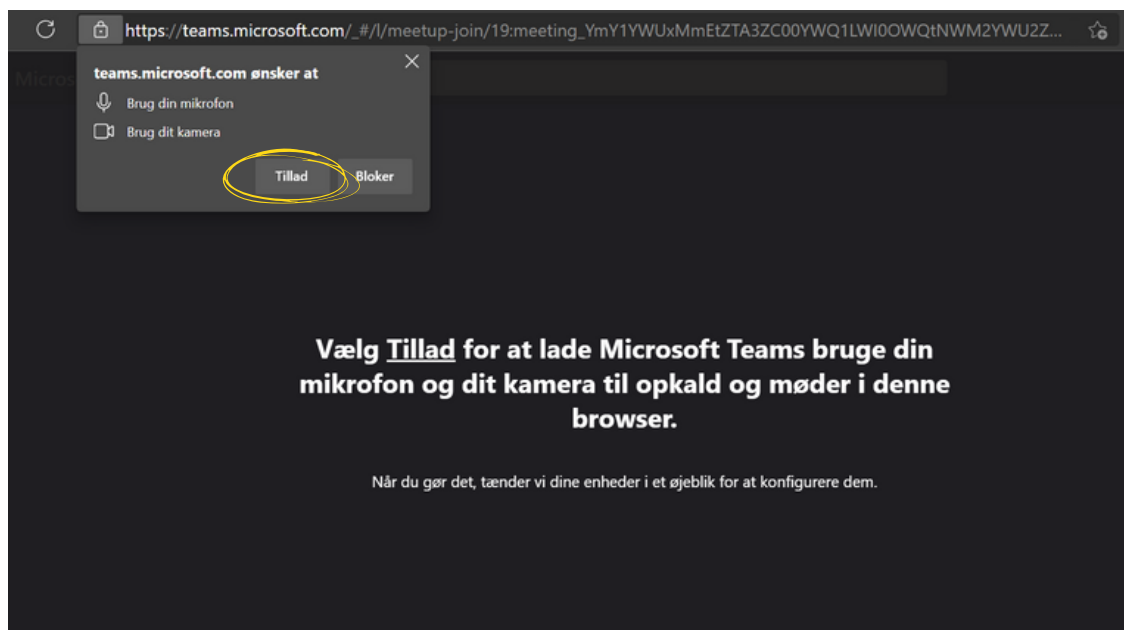 https://teams.microsoft.com/_#/l/meetup-join/19:meeting_YmY1YWUxMmEtZTA3ZC00YWQ1LWI0OWQtNWM2YWU2Z...
Micros
teams.microsoft.com ønsker at
Brug din mikrofon
Brug dit kamera
Tillad Bloker
Vælg Tillad for at lade Microsoft Teams bruge din
mikrofon og dit kamera til opkald og møder i denne
browser.
Når du gør det, tænder vi dine enheder i et øjeblik for at konfigurere dem.